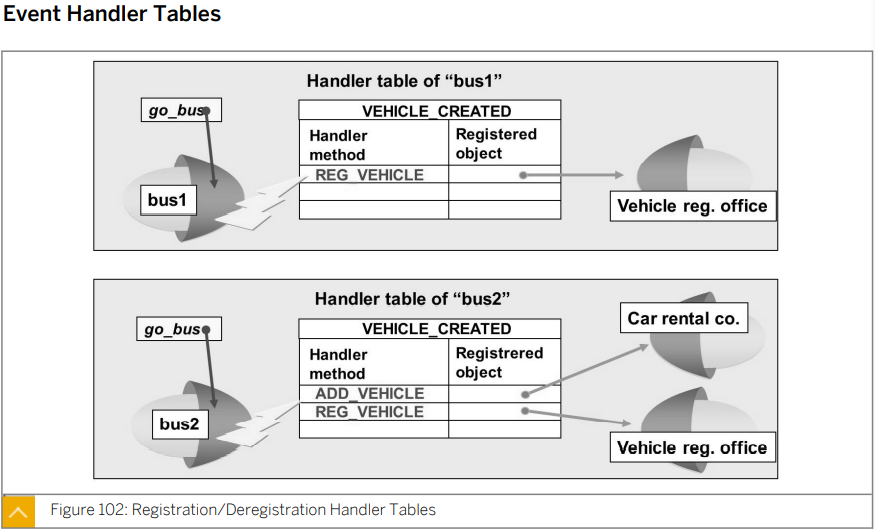 Event Handler Tables
Handler table of “bus1”
go_bus
VEHICLE_CREATED
Handler
method
Registered
object
REG_VEHICLE
bus1
Vehicle reg. office
Handler table of “bus2”
Car rental co.
go_bus
VEHICLE_CREATED
Handler
method
Registrered
object
ADD_VEHICLE
REG_VEHICLE
bus2
Vehicle reg. office
Figure 102: Registration/Deregistration Handler Tables